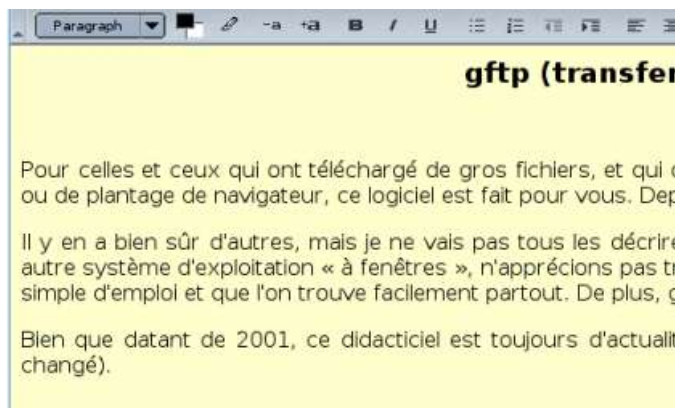 Paragraph -a +a B I U
gftp (transfer
Pour celles et ceux qui ont téléchargé de gros fichiers, et qui
ou de plantage de navigateur, ce logiciel est fait pour vous. Dep
Il y en a bien sûr d'autres, mais je ne vais pas tous les décrire
autre système d'exploitation « à fenêtres », n'apprécions pas
simple d'emploi et que l'on trouve facilement partout. De plus,
Bien que datant de 2001, ce didacticiel est toujours d'actualit
changé).